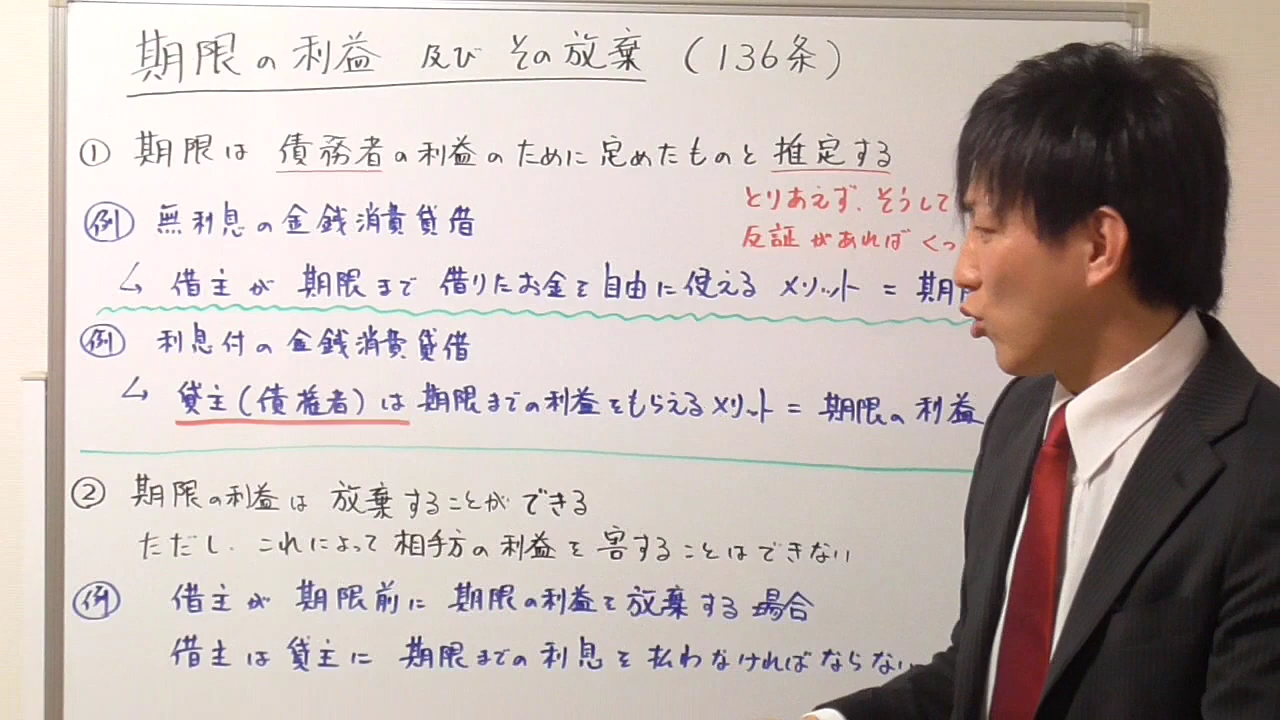 期限の利益 及び その放棄 (136条)
① 期限は 債務者の利益のために定めたものと推定する
とりあえず、そうして
反証があれば くつ
例 無利息の金銭消費貸借
↳ 借主が 期限まで 借りたお金を自由に使える メリット = 期限
例 利息付の金銭消費貸借
↳ 貸主(債権者)は 期限までの利益をもらえるメリット = 期限の利益
② 期限の利益は 放棄することができる
ただし、これによって 相手方の利益を害することはできない
例 借主が 期限前に 期限の利益を放棄する場合
借主は貸主に 期限までの利息を払わなければならない